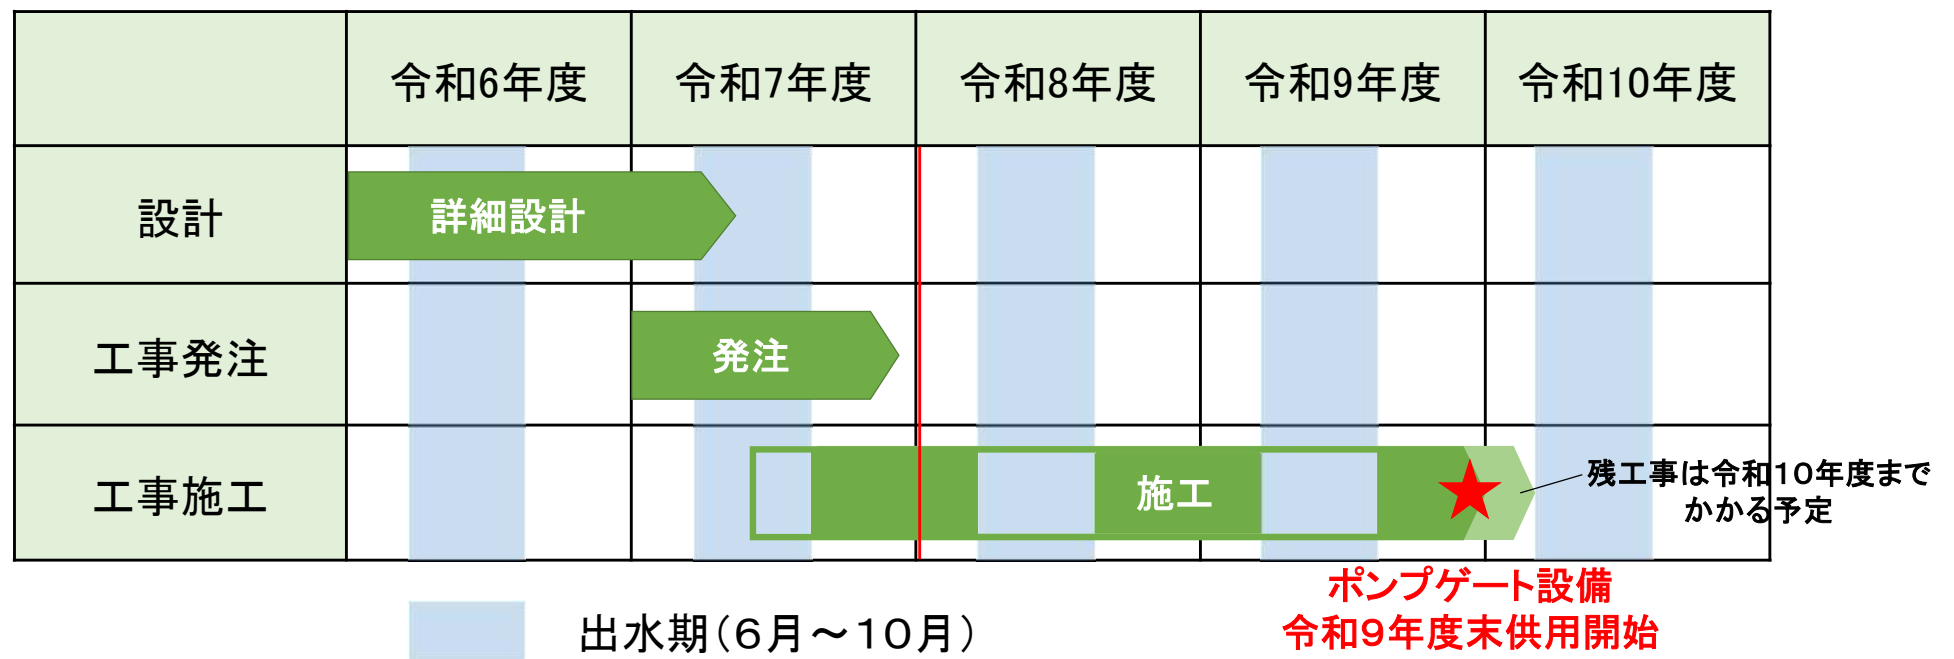 令和6年度
令和7年度
令和8年度
令和9年度
令和10年度
設計
詳細設計
工事発注
発注
工事施工
施工
残工事は令和10年度まで
かかる予定
ポンプゲート設備
令和9年度末供用開始
出水期(6月～10月)